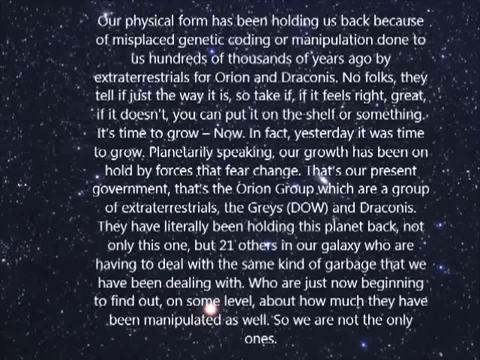 Our physical form has been holding us back because
of misplaced genetic coding or manipulation done to
us hundreds of thousands of years ago by
extraterrestrials for Orion and Draconis. No folks, they
tell if just the way it is, so take if, if it feels right, great,
if it doesn't, you can put it on the shelf or something.
It's time to grow – Now. In fact, yesterday it was time
to grow. Planetarily speaking, our growth has been on
hold by forces that fear change. That's our present
government, that's the Orion Group which are a group
of extraterrestrials, the Greys (DOW) and Draconis.
They have literally been holding this planet back, not
only this one, but 21 others in our galaxy who are
having to deal with the same kind of garbage that we
have been dealing with. Who are just now beginning
to find out, on some level, about how much they have
been manipulated as well. So we are not the only
ones.